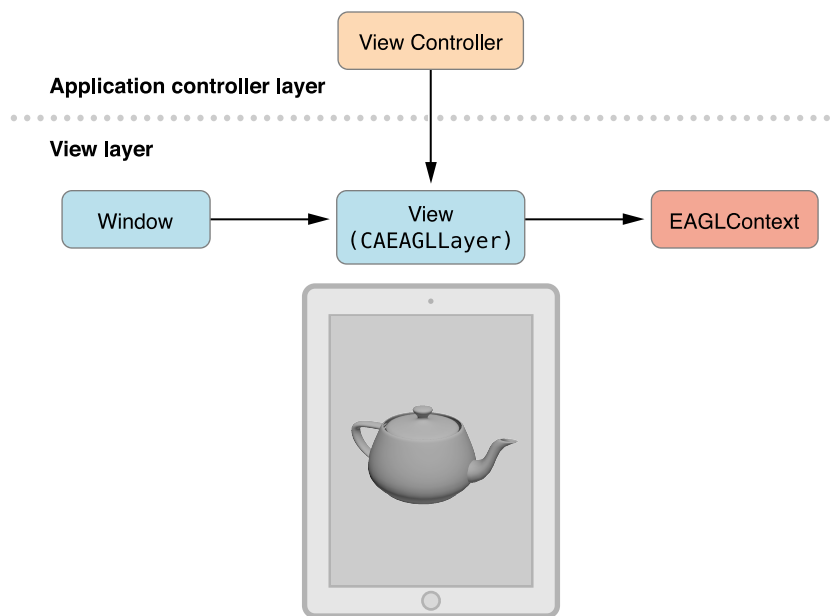 View Controller
Application controller layer
View layer
Window
View
(CAEAGLLayer)
EAGLContext